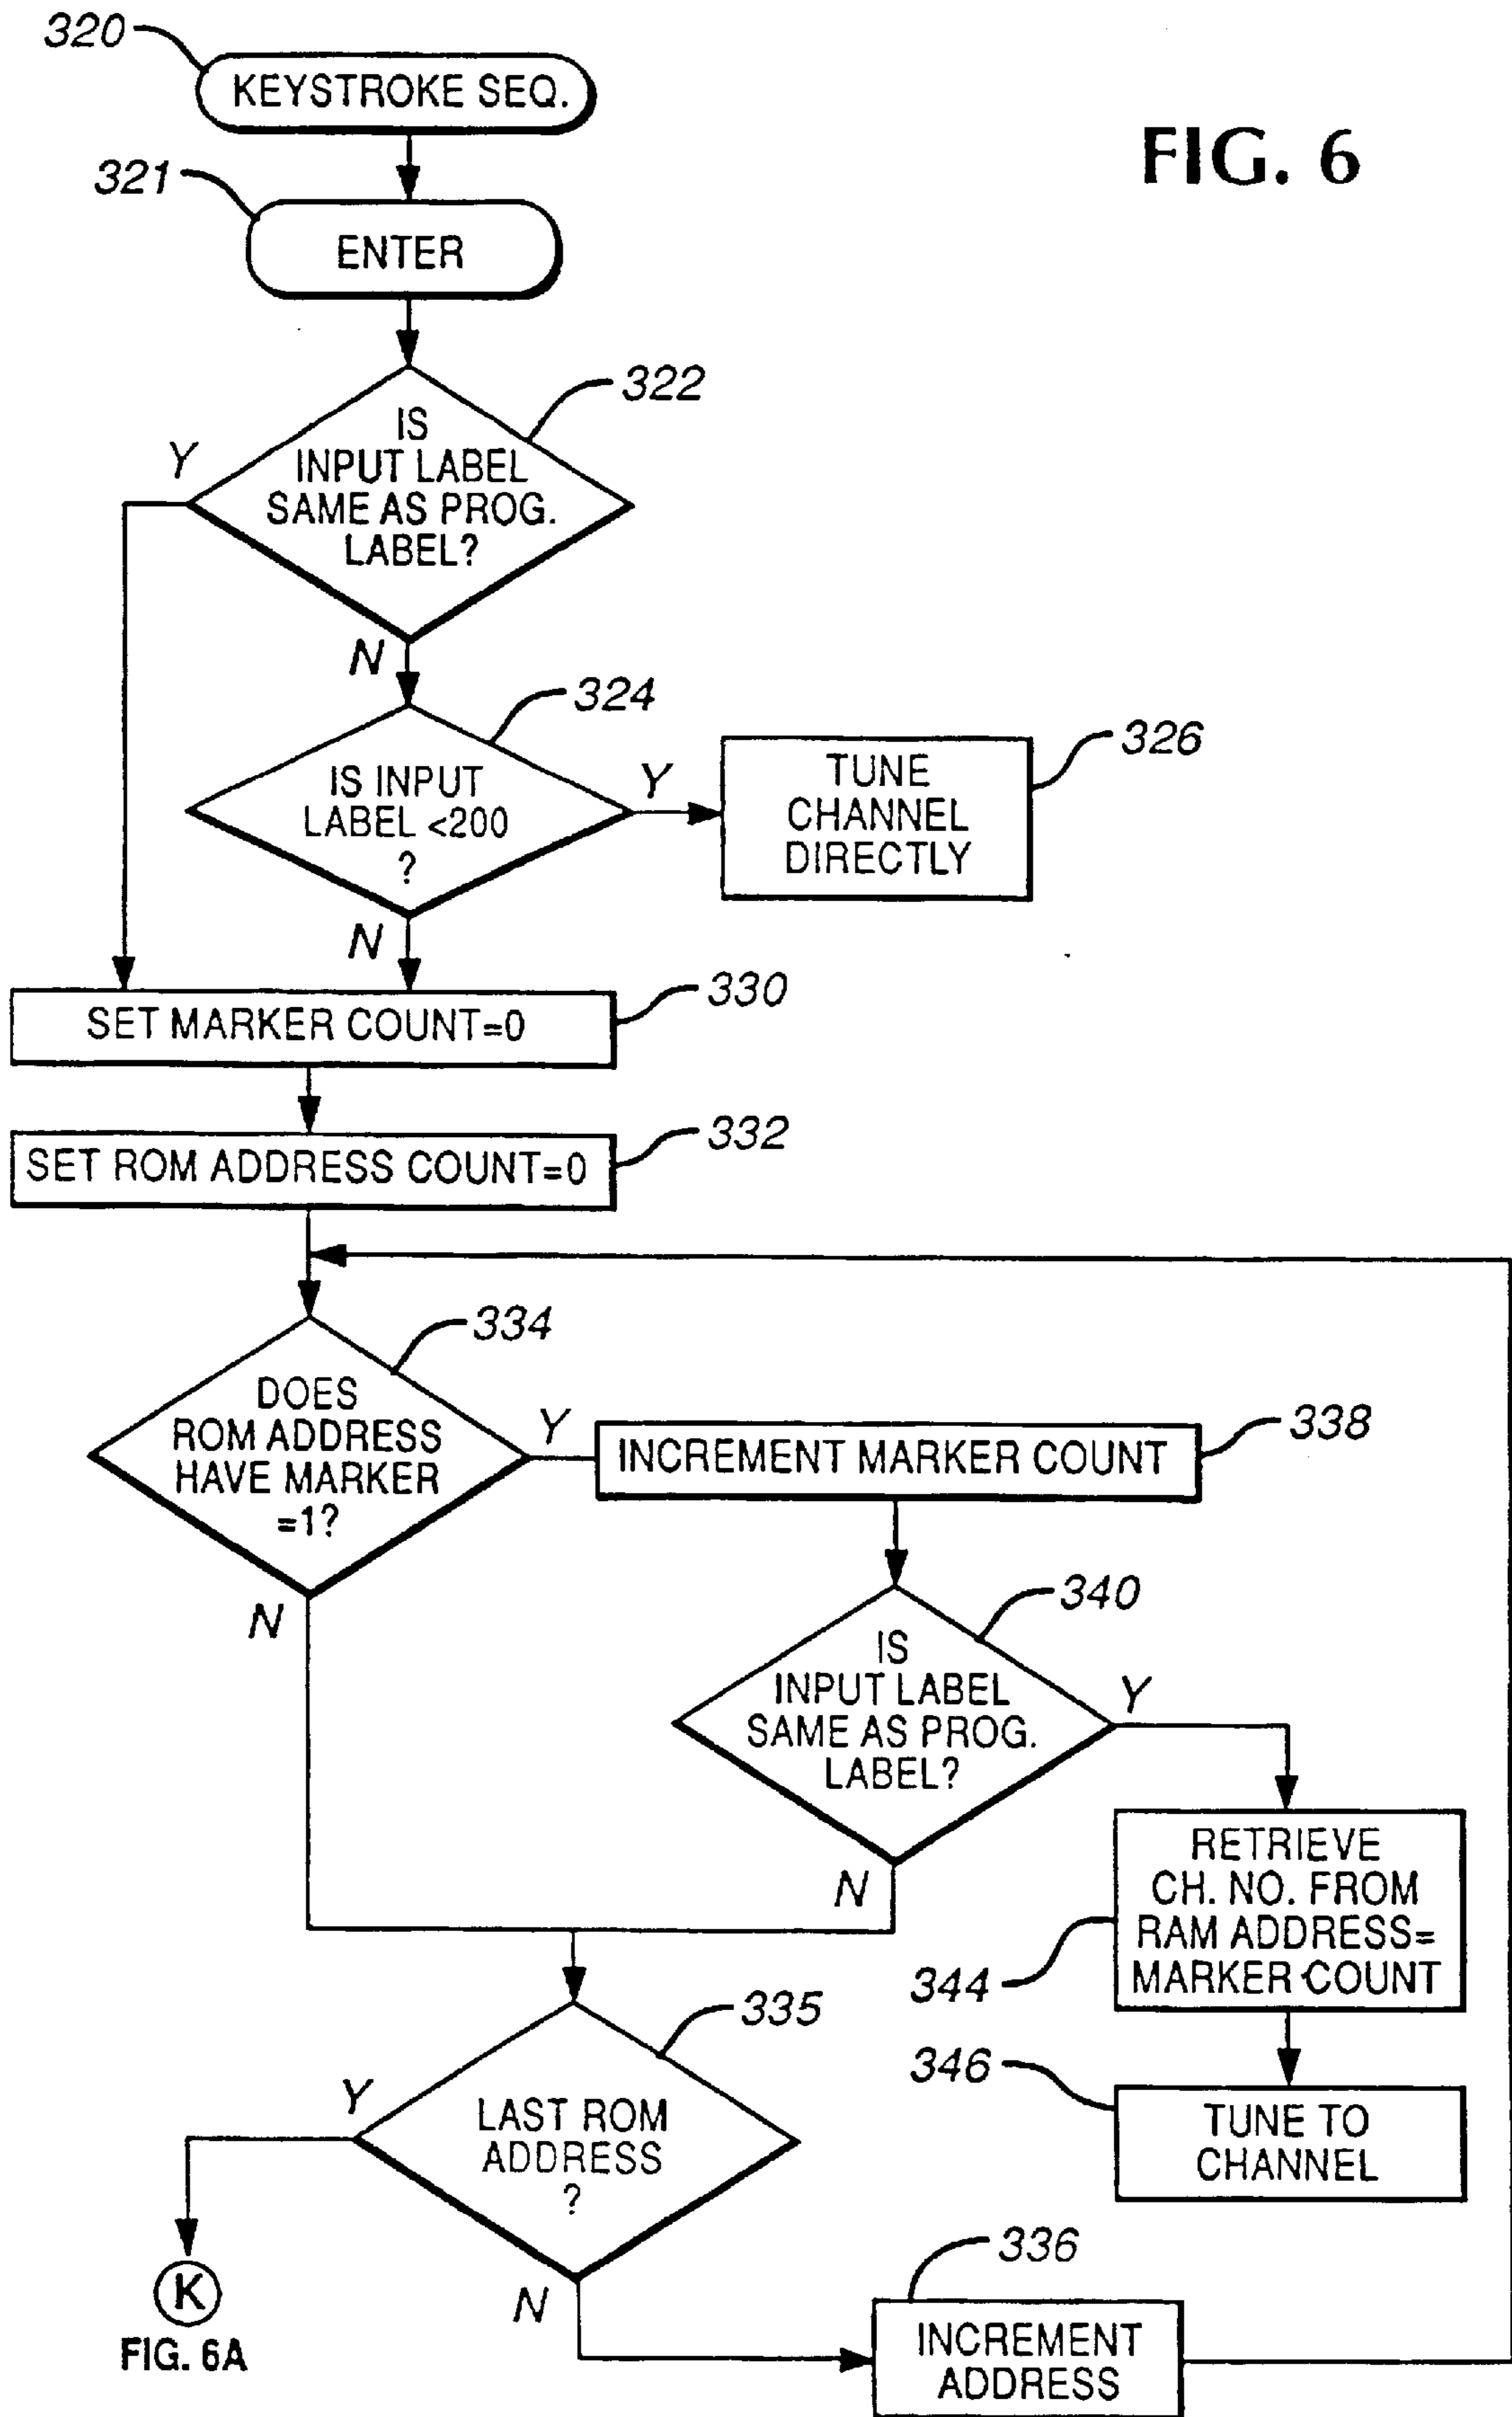 320
KEYSTROKE SEQ.
FIG. 6
321
ENTER
322
IS
INPUT LABEL
SAME AS PROG.
LABEL?
Y
N
324
IS INPUT
LABEL <200
?
Y
326
TUNE
CHANNEL
DIRECTLY
N
330
SET MARKER COUNT=0
332
SET ROM ADDRESS COUNT=0
334
DOES
ROM ADDRESS
HAVE MARKER
=1?
Y
338
INCREMENT MARKER COUNT
N
340
IS
INPUT LABEL
SAME AS PROG.
LABEL?
Y
N
RETRIEVE
CH. NO. FROM
RAM ADDRESS=
MARKER COUNT
344
335
LAST ROM
ADDRESS
?
Y
346
TUNE TO
CHANNEL
K
FIG. 6A
N
336
INCREMENT
ADDRESS